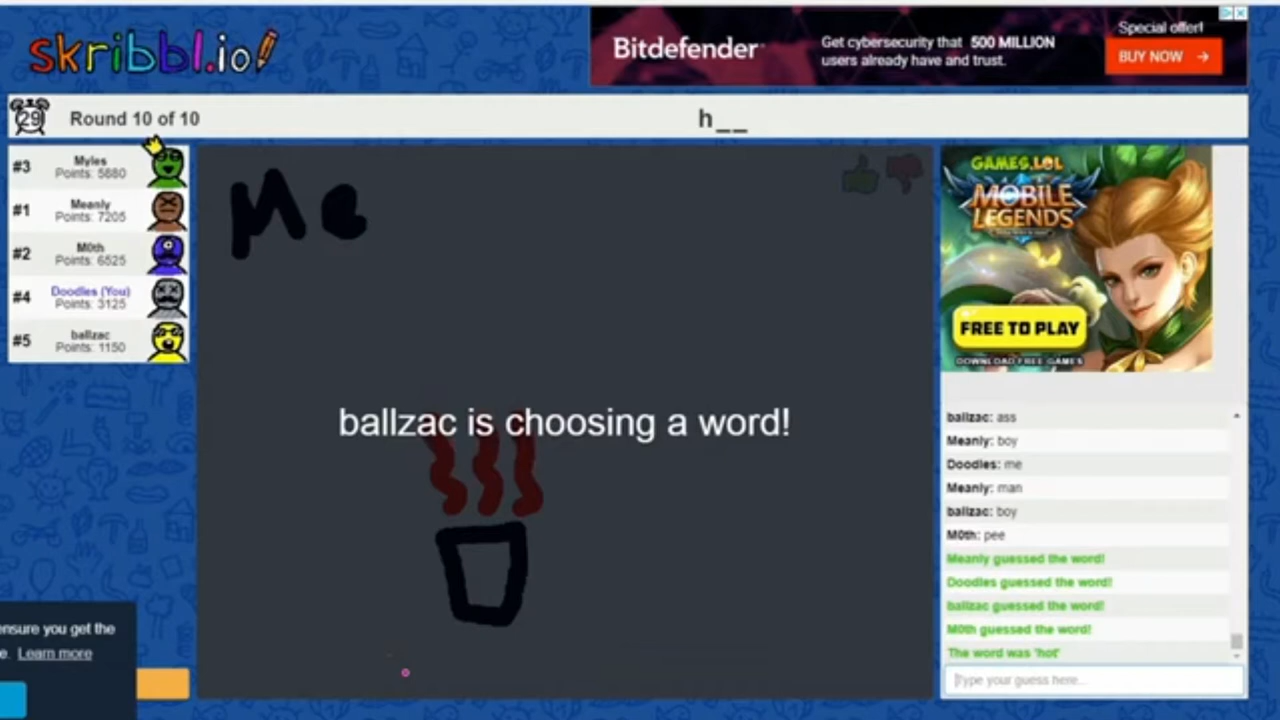 skribbl.io
Bitdefender
Get cybersecurity that 500 MILLION
users already have and trust.
Special offer!
BUY NOW →
29
Round 10 of 10
h__
#3
Myles
Points: 5880
#1
Meanly
Points: 7205
#2
M0th
Points: 6525
#4
Doodles (You)
Points: 3125
#5
ballzac
Points: 1150
Me
ballzac is choosing a word!
GAMES.LOL
MOBILE
LEGENDS
FREE TO PLAY
DOWNLOAD FREE GAMES
ballzac: ass
Meanly: boy
Doodles: me
Meanly: man
ballzac: boy
M0th: pee
Meanly guessed the word!
Doodles guessed the word!
ballzac guessed the word!
M0th guessed the word!
The word was 'hot'
Type your guess here...
ensure you get the
e. Learn more